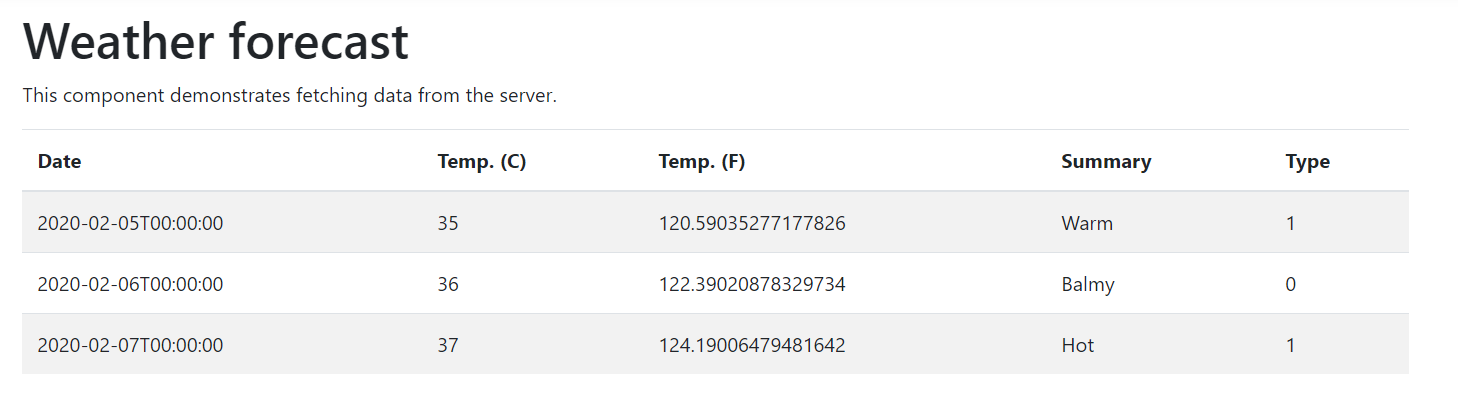 Weather forecast
This component demonstrates fetching data from the server.
Date Temp. (C) Temp. (F) Summary Type
2020-02-05T00:00:00 35 120.59035277177826 Warm 1
2020-02-06T00:00:00 36 122.39020878329734 Balmy 0
2020-02-07T00:00:00 37 124.19006479481642 Hot 1